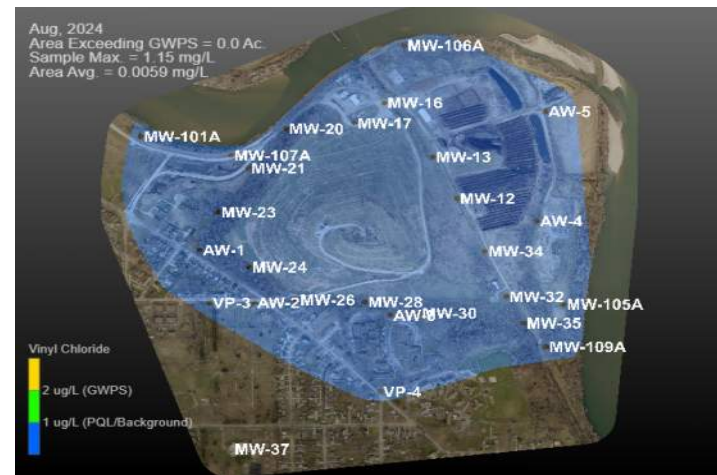 Aug, 2024
Area Exceeding GWPS = 0.0 Ac.
Sample Max. = 1.15 mg/L
Area Avg. = 0.0059 mg/L
MW-106A
MW-16
AW-5
MW-17
MW-20
MW-101A
MW-107A
MW-13
MW-21
MW-12
MW-23
AW-4
AW-1
MW-34
MW-24
VP-3
AW-2
MW-26
MW-28
MW-32
MW-105A
MW-30
MW-35
MW-109A
Vinyl Chloride
2 ug/L (GWPS)
VP-4
1 ug/L (PQL/Background)
MW-37